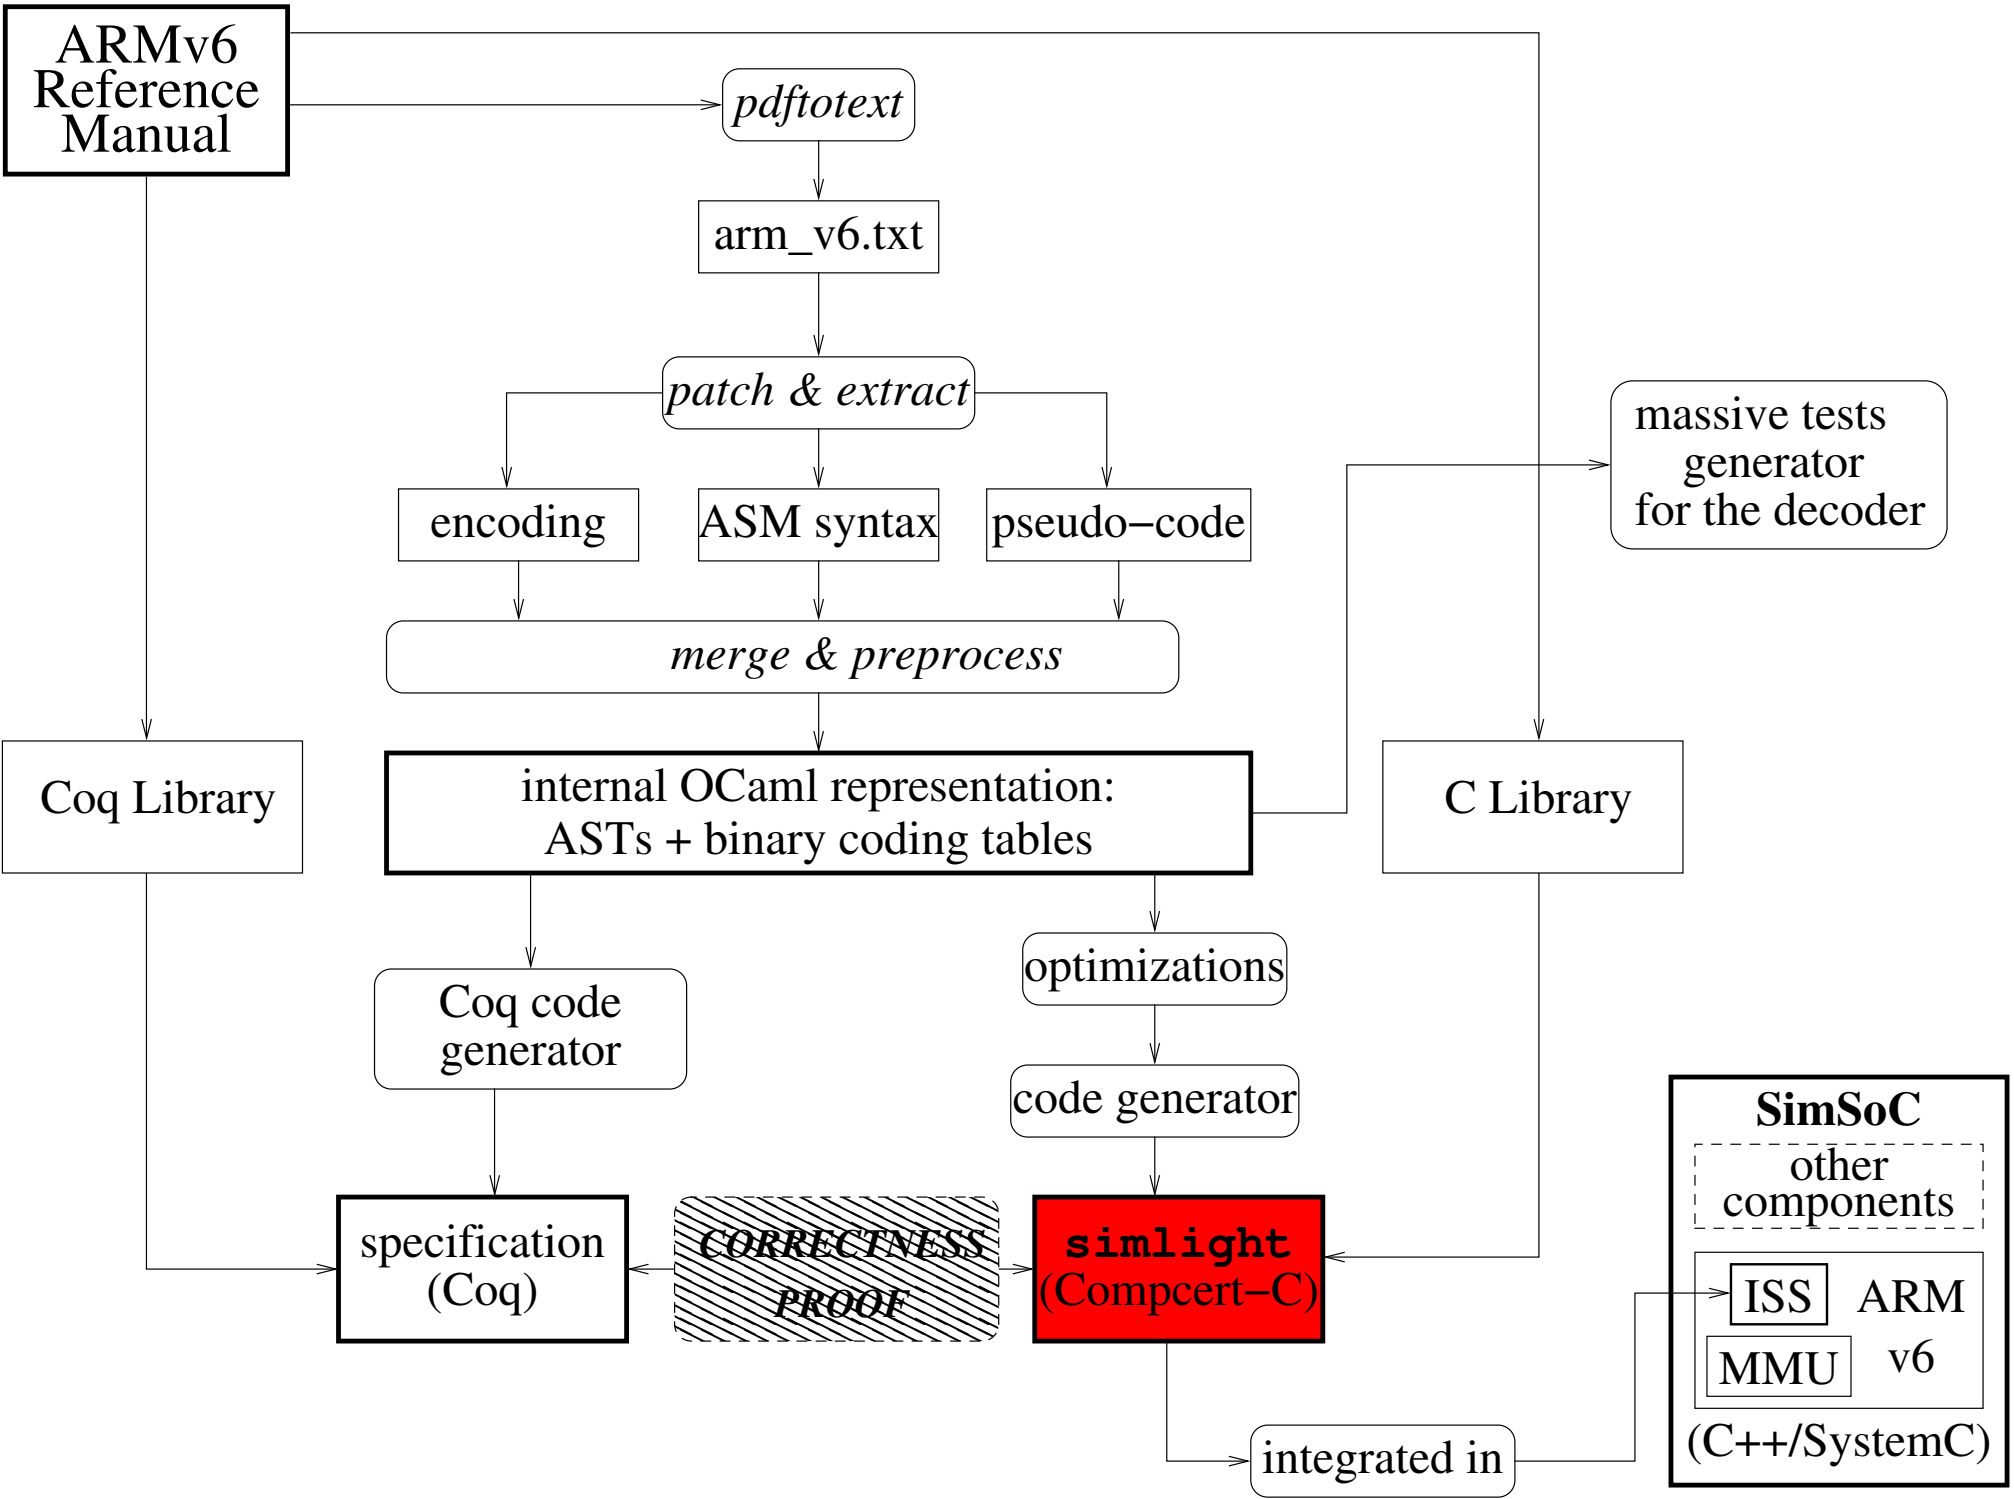 ARMv6
Reference
Manual
pdftotext
arm_v6.txt
patch & extract
massive tests
generator
for the decoder
encoding
ASM syntax
pseudo−code
merge & preprocess
Coq Library
internal OCaml representation:
ASTs + binary coding tables
C Library
optimizations
Coq code
generator
code generator
SimSoC
other
components
specification
(Coq)
CORRECTNESS
PROOF
simlight
(Compcert−C)
ISS
ARM
v6
MMU
(C++/SystemC)
integrated in